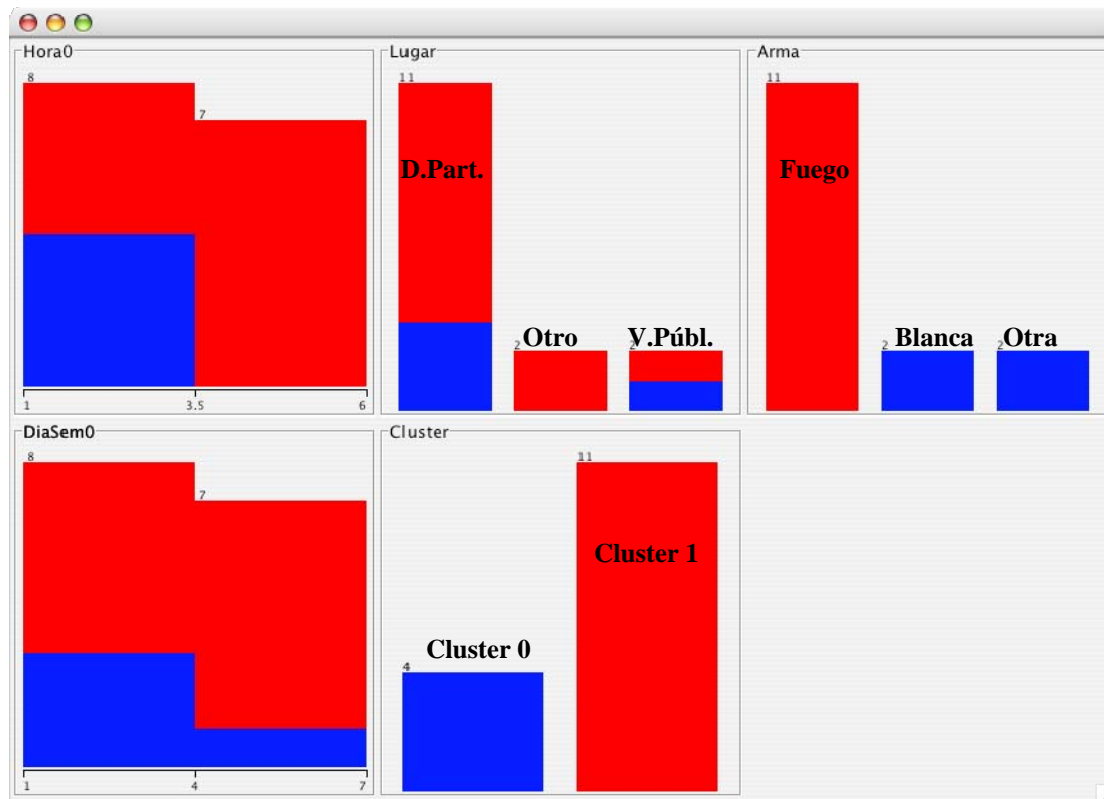 Hora0
8
7
1 3.5 6
Lugar
11
D.Part.
2 Otro
2 V.Públ.
Arma
11
Fuego
2 Blanca
2 Otra
DiaSem0
8
7
1 4 7
Cluster
4
Cluster 0
11
Cluster 1